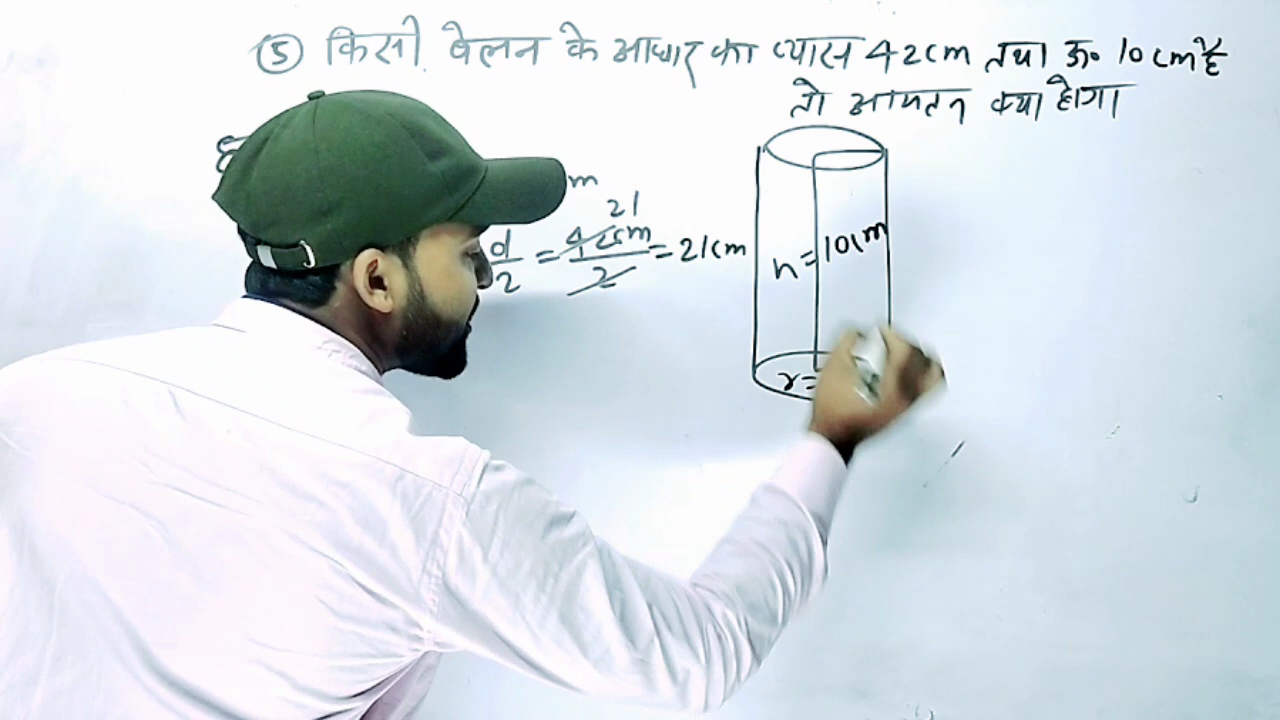 ⑤ किसी बेलन के आधार का व्यास 42cm तथा ऊ० 10cm है
तो आयतन क्या होगा
m
d/2 = 42cm/2 = 21cm
21
h = 10cm
r =